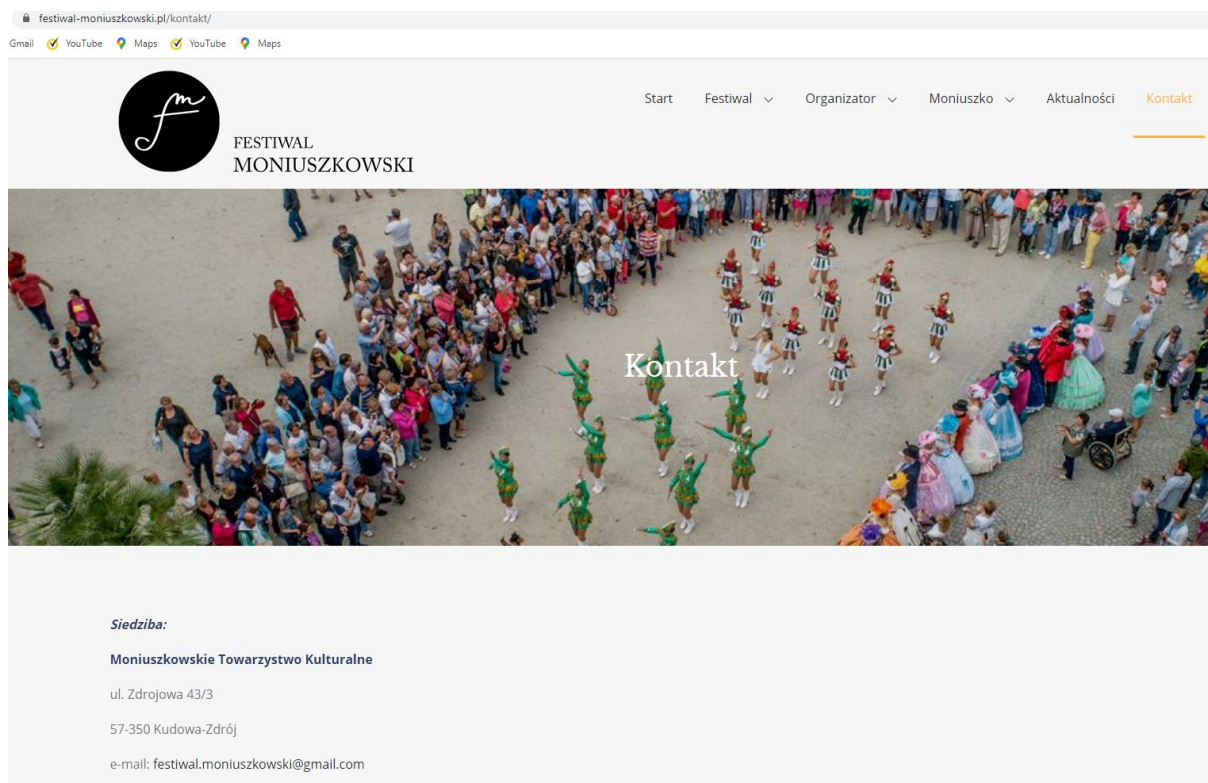 festiwal-moniuszkowski.pl/kontakt/
Gmail YouTube Maps YouTube Maps
fm
Start Festiwal Organizator Moniuszko Aktualności Kontakt
FESTIWAL
MONIUSZKOWSKI
Kontakt
Siedziba:
Moniuszkowskie Towarzystwo Kulturalne
ul. Zdrojowa 43/3
57-350 Kudowa-Zdrój
e-mail: festiwal.moniuszkowski@gmail.com